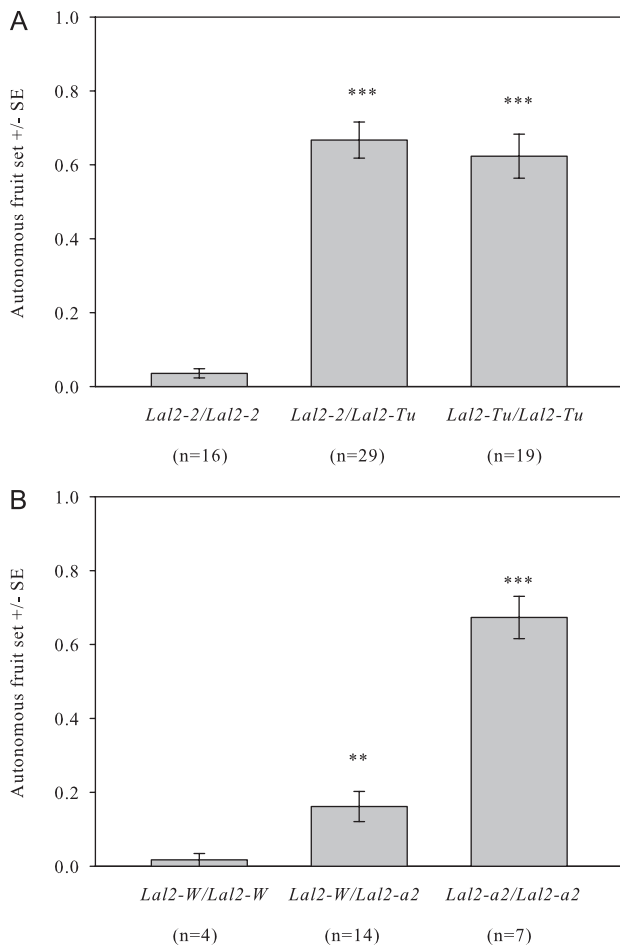 A
Autonomous fruit set +/- SE
1.0
0.8
0.6
0.4
0.2
0.0
***
***
Lal2-2/Lal2-2
Lal2-2/Lal2-Tu
Lal2-Tu/Lal2-Tu
(n=16)
(n=29)
(n=19)
B
Autonomous fruit set +/- SE
1.0
0.8
0.6
0.4
0.2
0.0
**
***
Lal2-W/Lal2-W
Lal2-W/Lal2-a2
Lal2-a2/Lal2-a2
(n=4)
(n=14)
(n=7)